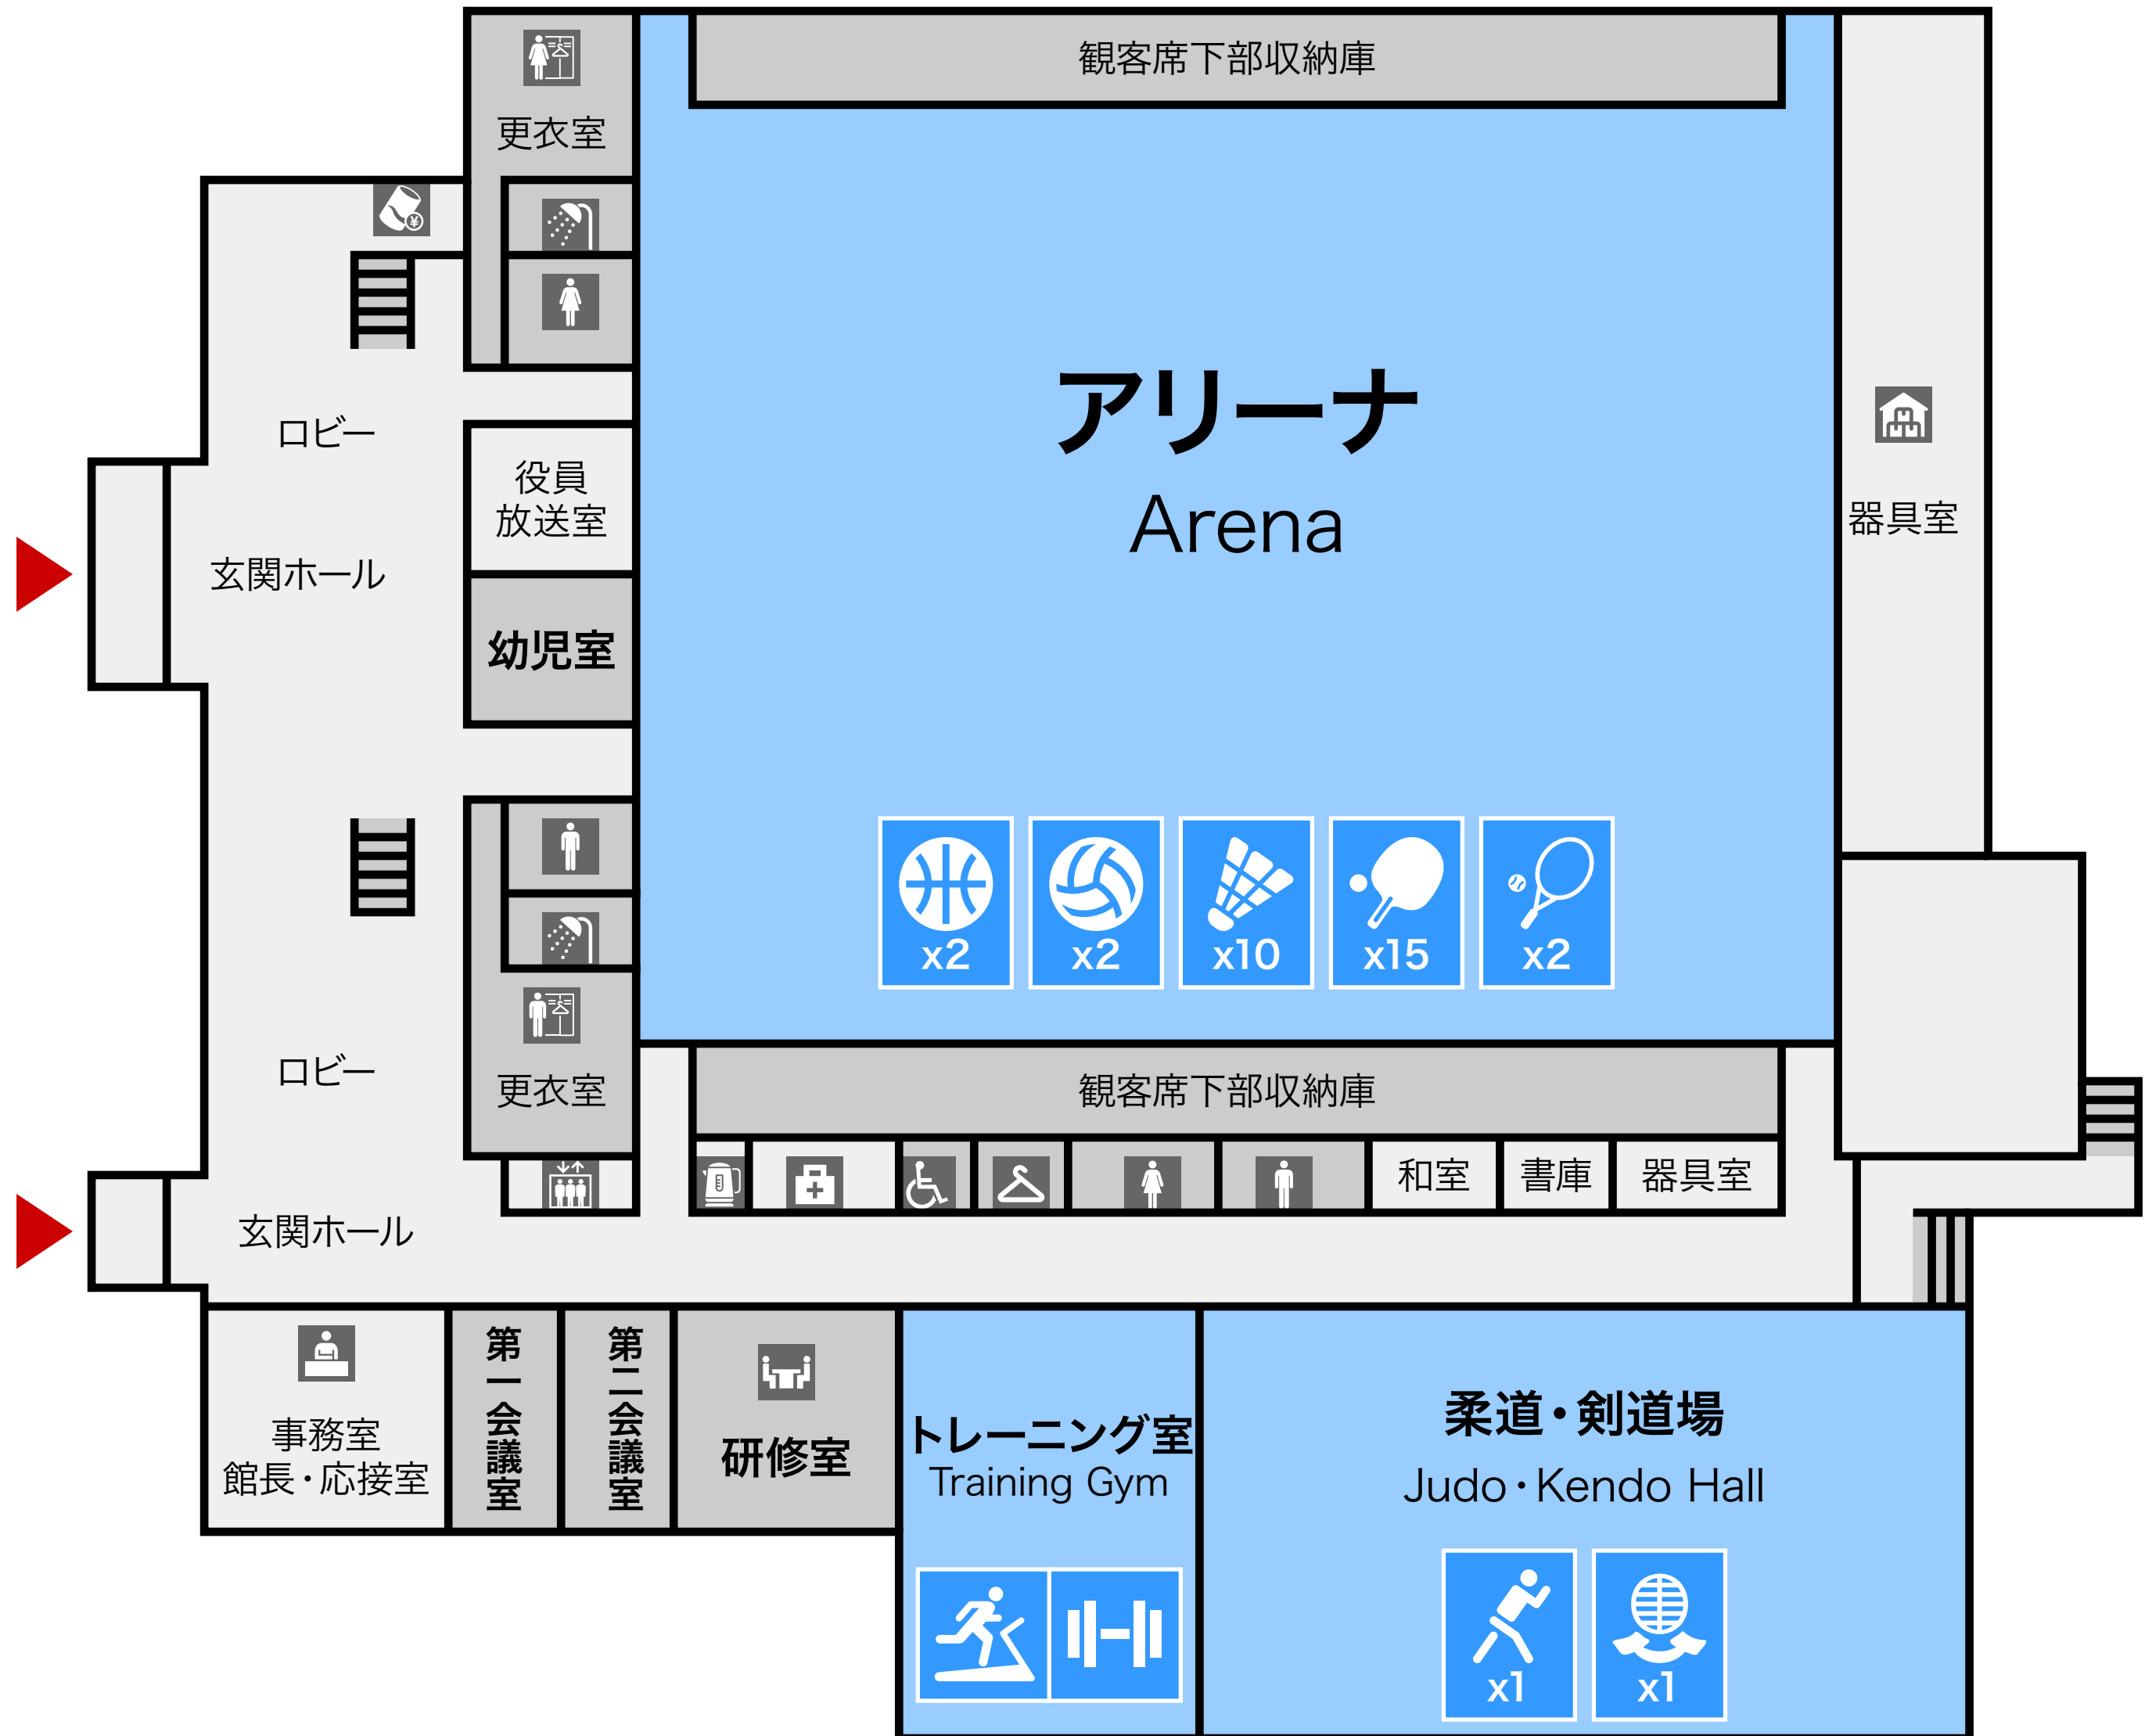 観客席下部収納庫
更衣室
¥
ロビー
アリーナ
Arena
役員
放送室
器具室
玄関ホール
幼児室
x2
x2
x10
x15
x2
ロビー
更衣室
観客席下部収納庫
和室
書庫
器具室
玄関ホール
第一会議室
第二会議室
事務室
館長・応接室
研修室
トレーニング室
Training Gym
柔道・剣道場
Judo・Kendo Hall
x1
x1